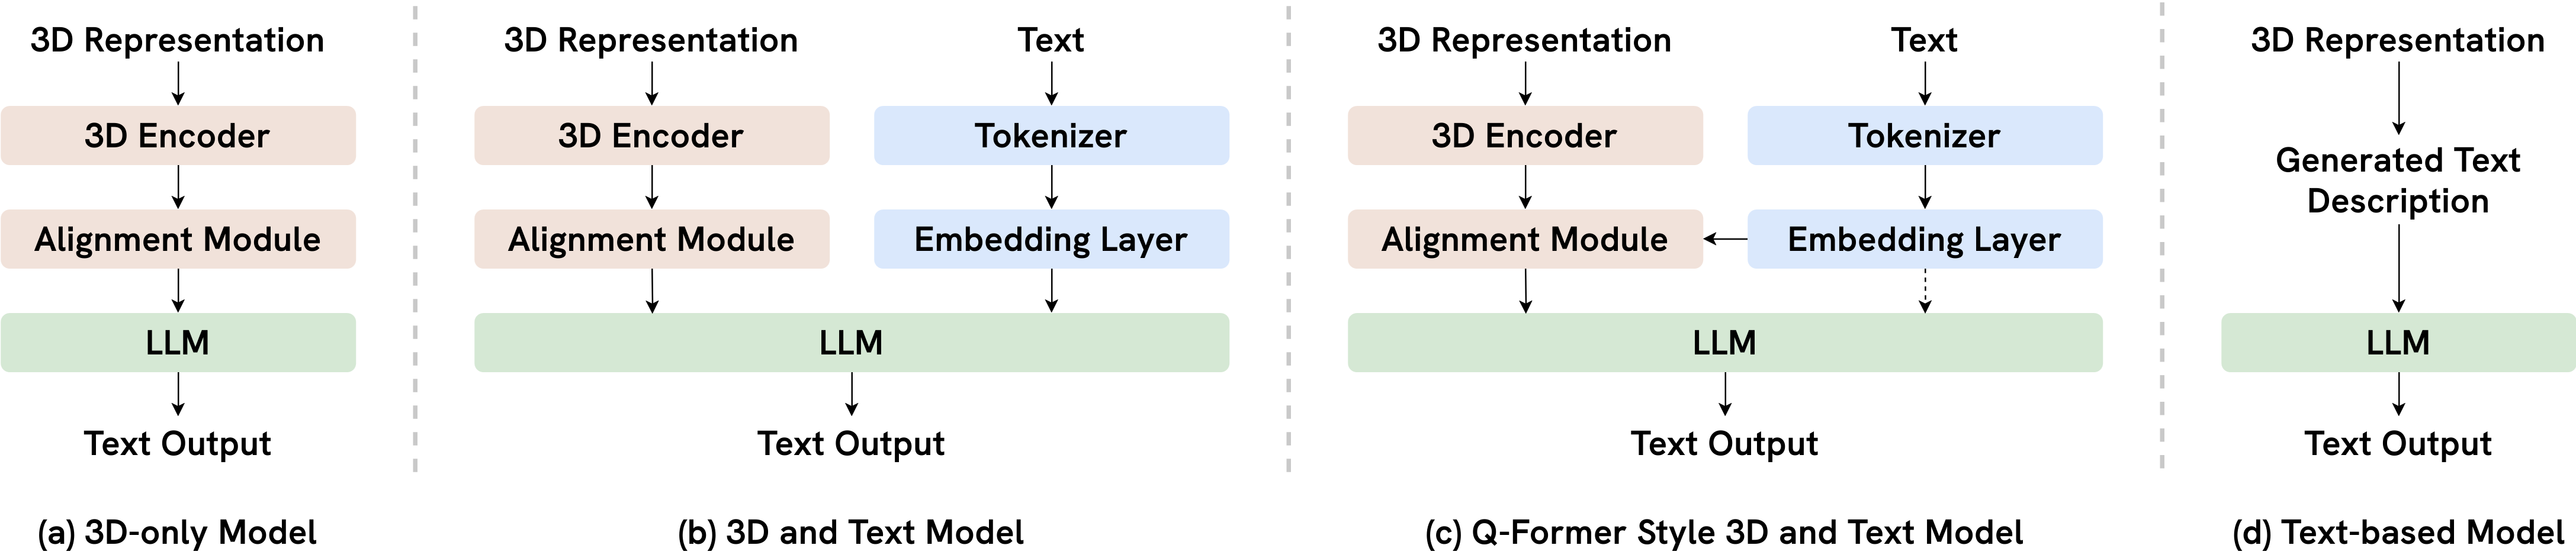 3D Representation
3D Encoder
Alignment Module
LLM
Text Output
(a) 3D-only Model
3D Representation
Text
3D Encoder
Tokenizer
Alignment Module
Embedding Layer
LLM
Text Output
(b) 3D and Text Model
3D Representation
Text
3D Encoder
Tokenizer
Alignment Module
Embedding Layer
LLM
Text Output
(c) Q-Former Style 3D and Text Model
3D Representation
Generated Text
Description
LLM
Text Output
(d) Text-based Model